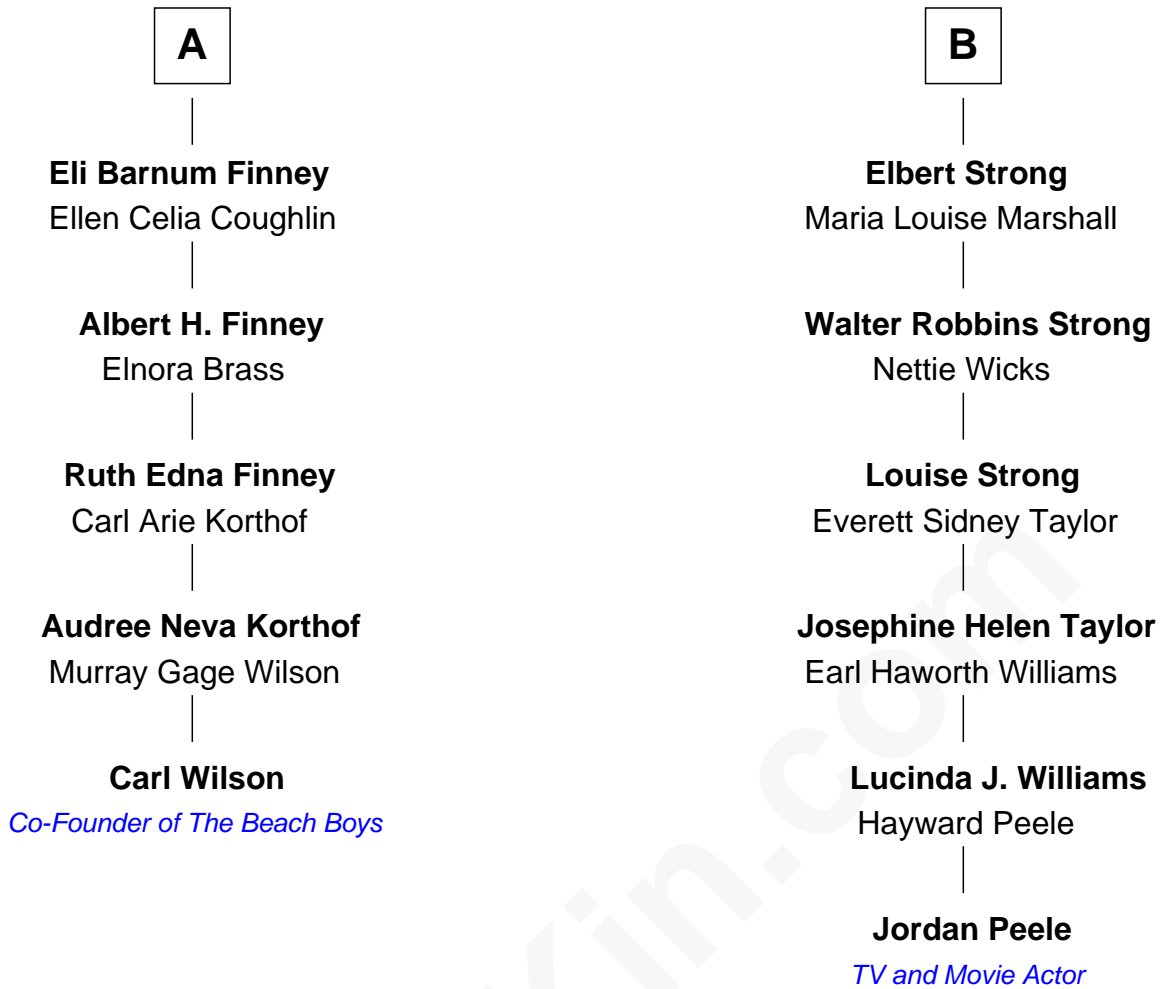 A
Eli Barnum Finney
Ellen Celia Coughlin
Albert H. Finney
Elnora Brass
Ruth Edna Finney
Carl Arie Korthof
Audree Neva Korthof
Murray Gage Wilson
Carl Wilson
Co-Founder of The Beach Boys
B
Elbert Strong
Maria Louise Marshall
Walter Robbins Strong
Nettie Wicks
Louise Strong
Everett Sidney Taylor
Josephine Helen Taylor
Earl Haworth Williams
Lucinda J. Williams
Hayward Peele
Jordan Peele
TV and Movie Actor
Kin.com